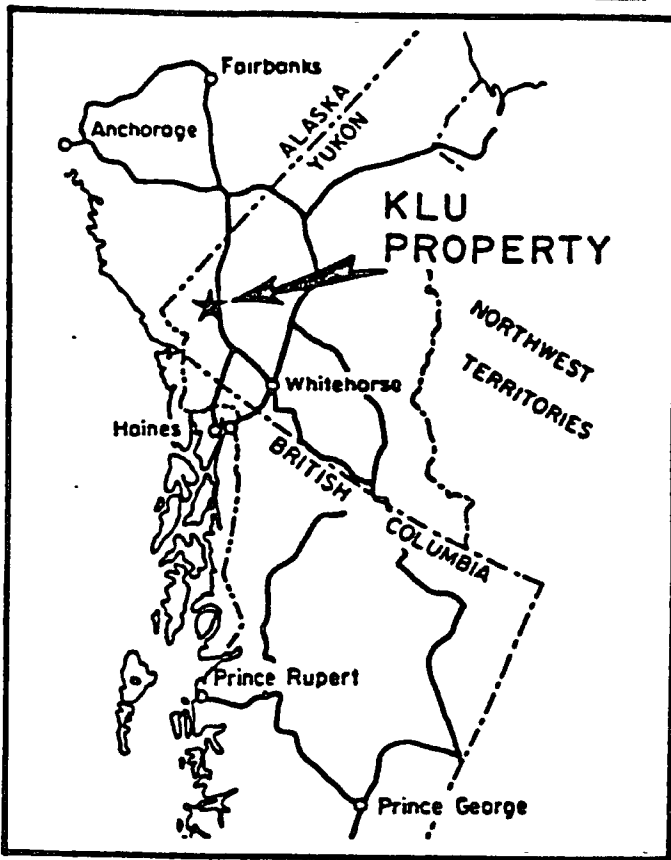 Fairbanks
Anchorage
ALASKA
YUKON
KLU
PROPERTY
NORTHWEST
TERRITORIES
Whitehorse
Haines
BRITISH
COLUMBIA
Prince Rupert
Prince George